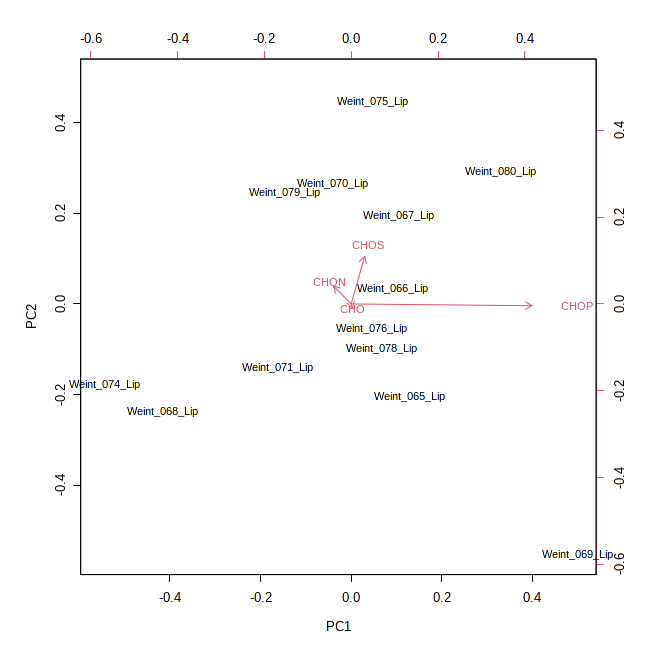 -0.6 -0.4 -0.2 0.0 0.2 0.4
Weint_075_Lip
0.4 0.4
Weint_080_Lip
Weint_070_Lip
Weint_079_Lip
Weint_067_Lip
0.2 0.2
CHOS
CHON
Weint_066_Lip
0.0 CHO CHOP 0.0
PC2
Weint_076_Lip
Weint_078_Lip
Weint_071_Lip
Weint_074_Lip
-0.2 -0.2
Weint_065_Lip
Weint_068_Lip
-0.4 -0.4
Weint_069_Lip
-0.6
-0.4 -0.2 0.0 0.2 0.4
PC1